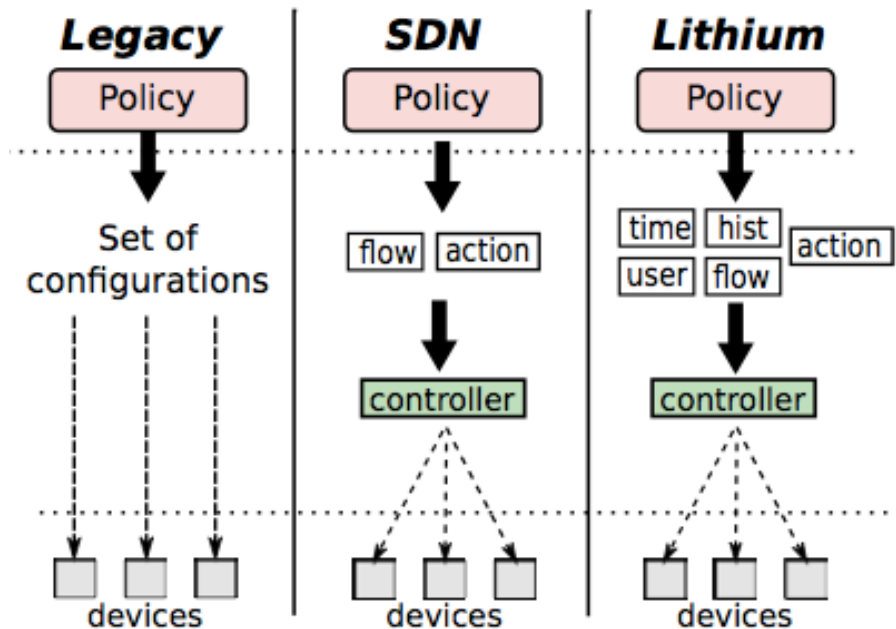 Legacy
Policy
Set of
configurations
devices
SDN
Policy
flow action
controller
devices
Lithium
Policy
time hist
action
user flow
controller
devices